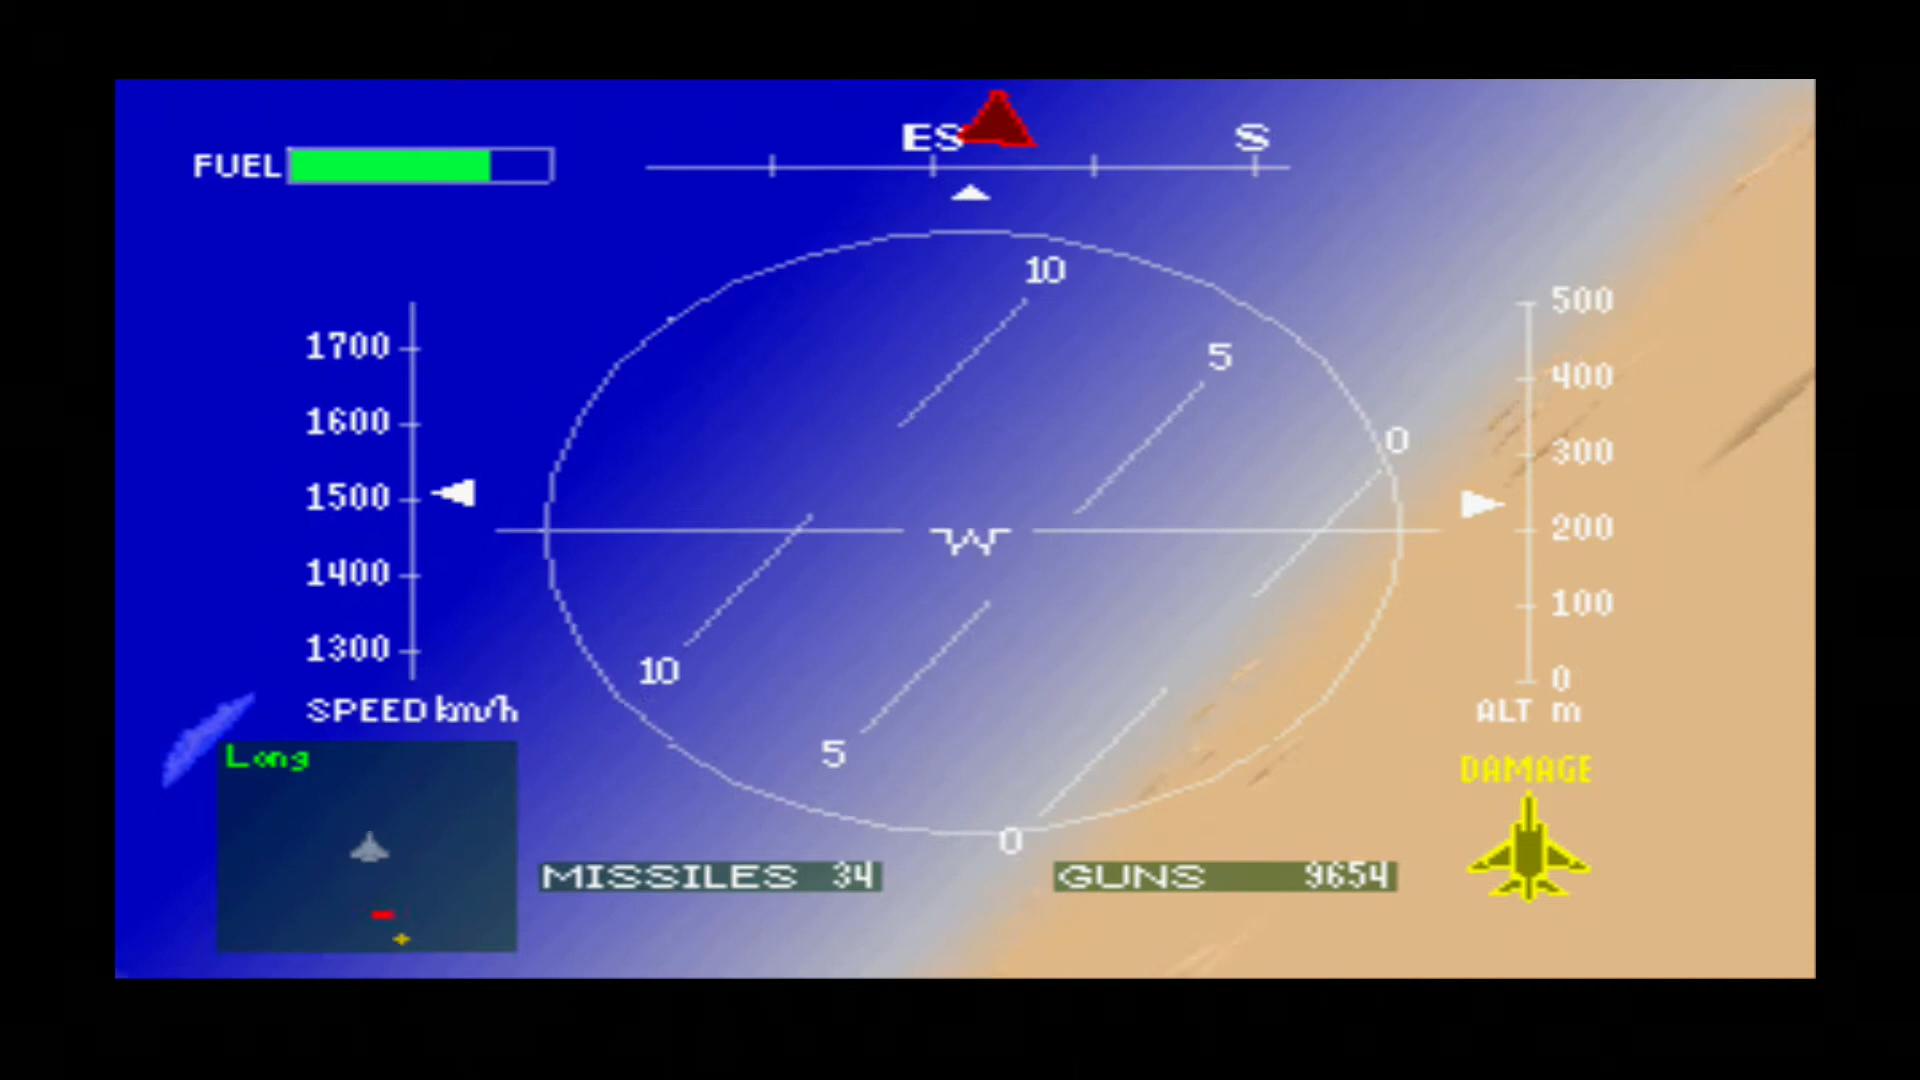 ES S
FUEL
10
5
0
10
5
0
1700
1600
1500
1400
1300
SPEED km/h
500
400
300
200
100
0
ALT m
Long
DAMAGE
MISSILES 34
GUNS 9654